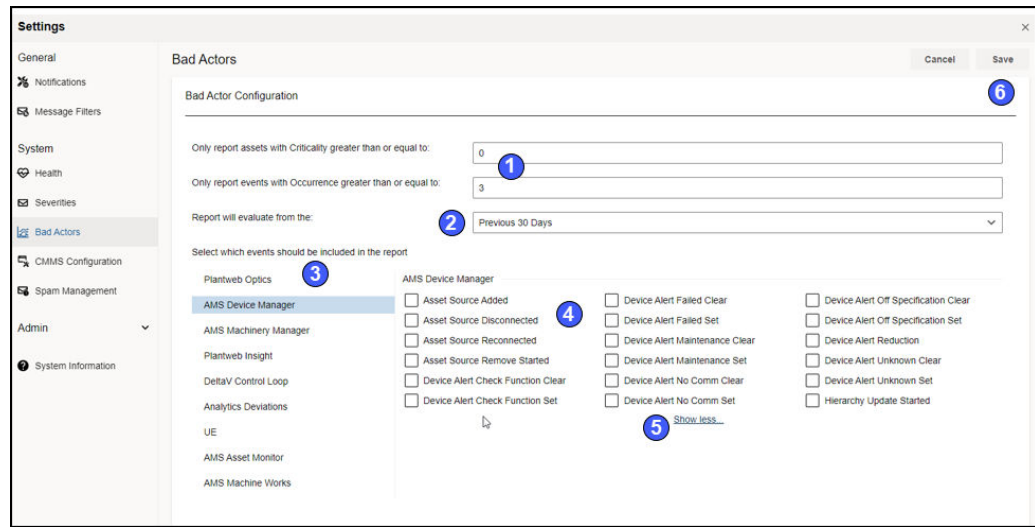 Settings
×
General
Notifications
Message Filters
System
Health
Severities
Bad Actors
CMMS Configuration
Spam Management
Admin
System Information
Bad Actors
Cancel
Save
Bad Actor Configuration
6
Only report assets with Criticality greater than or equal to:
0
1
Only report events with Occurrence greater than or equal to:
3
Report will evaluate from the:
2
Previous 30 Days
Select which events should be included in the report
3
Plantweb Optics
AMS Device Manager
AMS Machinery Manager
Plantweb Insight
DeltaV Control Loop
Analytics Deviations
UE
AMS Asset Monitor
AMS Machine Works
AMS Device Manager
4
Asset Source Added
Asset Source Disconnected
Asset Source Reconnected
Asset Source Remove Started
Device Alert Check Function Clear
Device Alert Check Function Set
Device Alert Failed Clear
Device Alert Failed Set
Device Alert Maintenance Clear
Device Alert Maintenance Set
Device Alert No Comm Clear
Device Alert No Comm Set
Device Alert Off Specification Clear
Device Alert Off Specification Set
Device Alert Reduction
Device Alert Unknown Clear
Device Alert Unknown Set
Hierarchy Update Started
5
Show less...